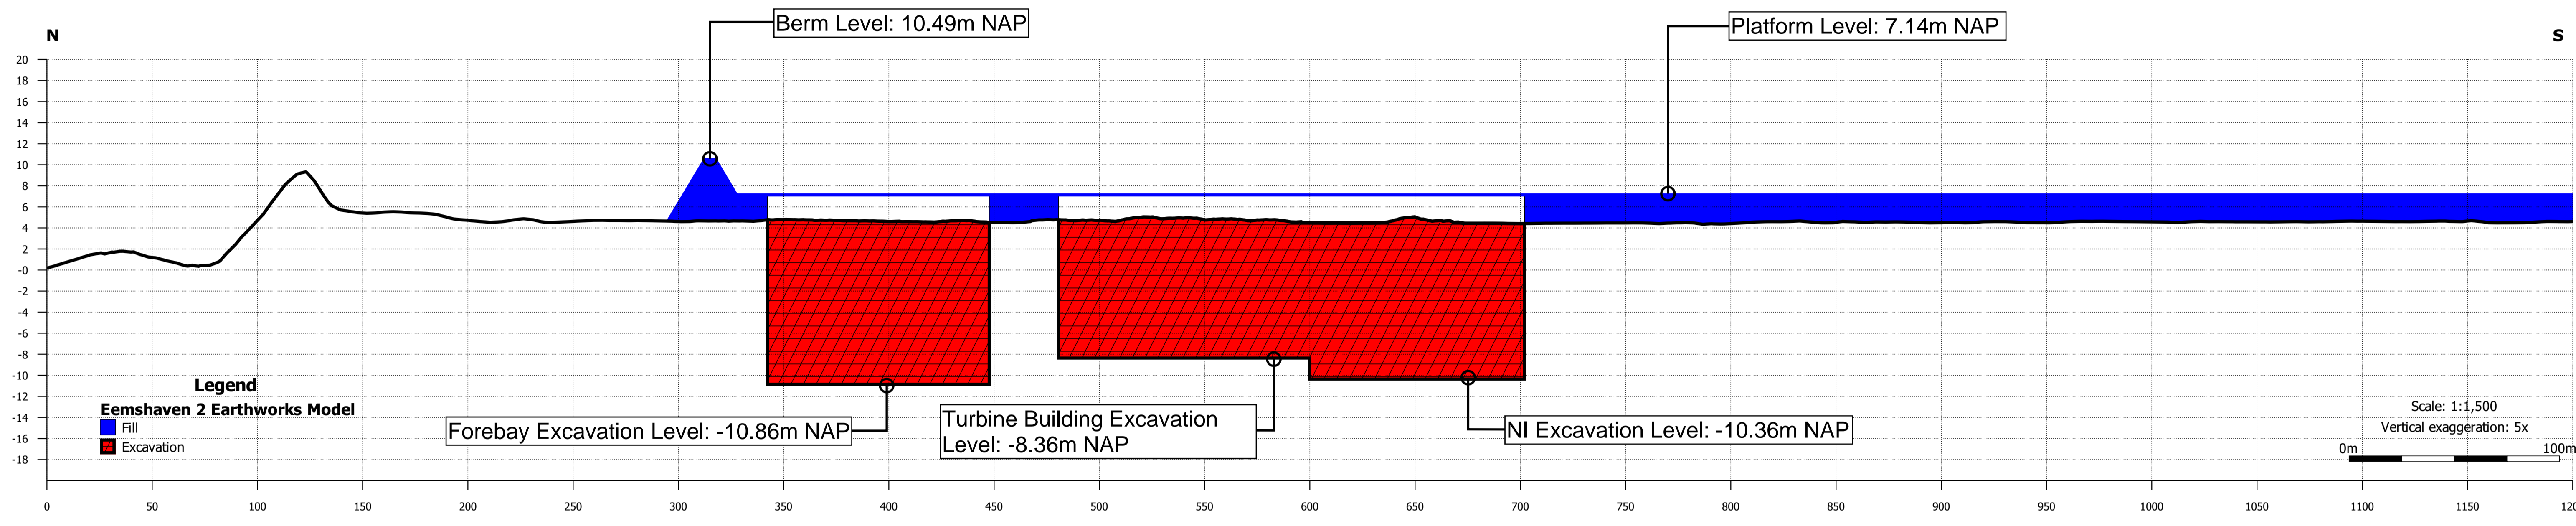 Berm Level: 10.49m NAP
Platform Level: 7.14m NAP
N
S
20
18
16
14
12
10
8
6
4
2
-0
-2
-4
-6
-8
-10
-12
-14
-16
-18
Legend
Eemshaven 2 Earthworks Model
Fill
Excavation
Forebay Excavation Level: -10.86m NAP
Turbine Building Excavation
Level: -8.36m NAP
NI Excavation Level: -10.36m NAP
Scale: 1:1,500
Vertical exaggeration: 5x
0m 100m
0 50 100 150 200 250 300 350 400 450 500 550 600 650 700 750 800 850 900 950 1000 1050 1100 1150 120